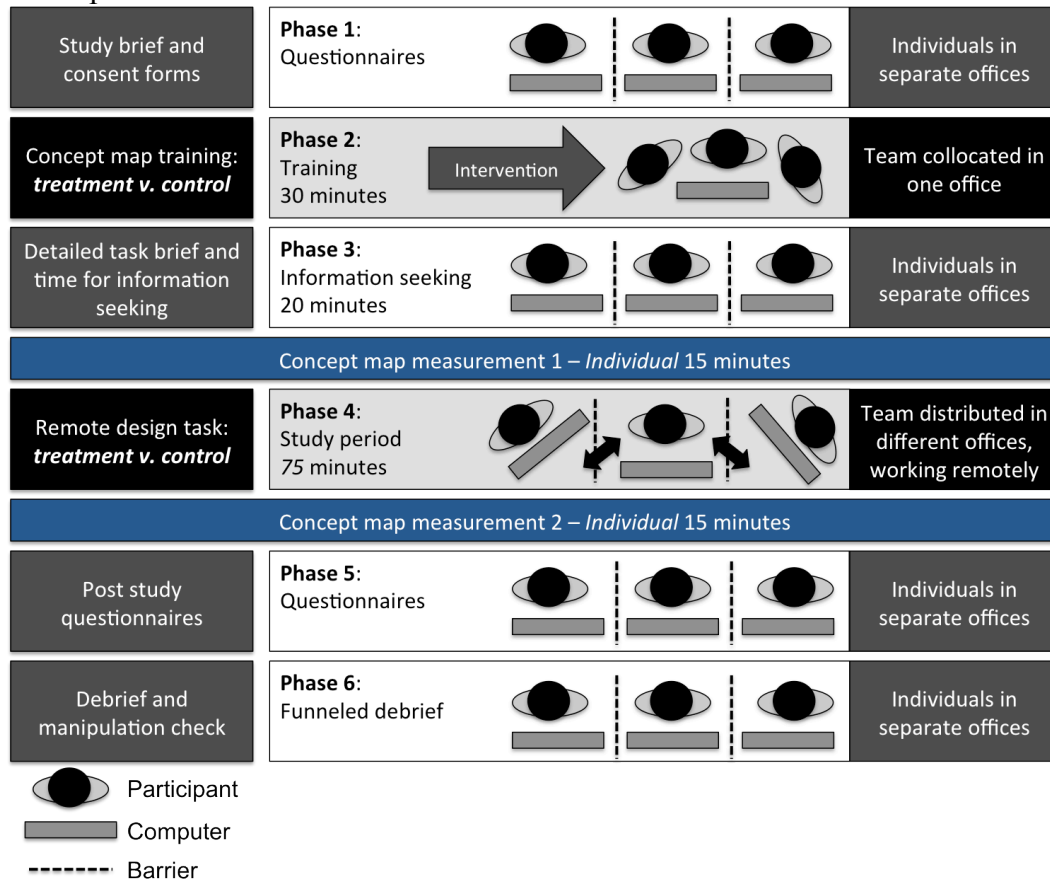 Study brief and
consent forms
Phase 1:
Questionnaires
Individuals in
separate offices
Concept map training:
treatment v. control
Phase 2:
Training
30 minutes
Intervention
Team collocated in
one office
Detailed task brief and
time for information
seeking
Phase 3:
Information seeking
20 minutes
Individuals in
separate offices
Concept map measurement 1 – Individual 15 minutes
Remote design task:
treatment v. control
Phase 4:
Study period
75 minutes
Team distributed in
different offices,
working remotely
Concept map measurement 2 – Individual 15 minutes
Post study
questionnaires
Phase 5:
Questionnaires
Individuals in
separate offices
Debrief and
manipulation check
Phase 6:
Funneled debrief
Individuals in
separate offices
Participant
Computer
Barrier